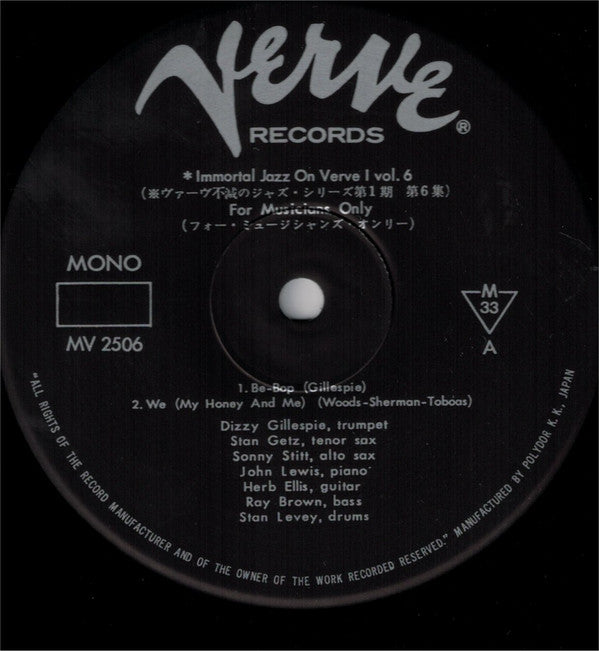 Verve
RECORDS®
* Immortal Jazz On Verve I vol. 6
(※ヴァーヴ不滅のジャズ・シリーズ第1期 第6集)
For Musicians Only
(フォー・ミュージシャンズ・オンリー)
MONO
MV 2506
M
33
A
1. Be-Bop (Gillespie)
2. We (My Honey And Me) (Woods-Sherman-Tobias)
Dizzy Gillespie, trumpet
Stan Getz, tenor sax
Sonny Stitt, alto sax
John Lewis, piano
Herb Ellis, guitar
Ray Brown, bass
Stan Levey, drums
"ALL RIGHTS OF THE RECORD MANUFACTURER AND OF THE OWNER OF THE WORK RECORDED RESERVED." MANUFACTURED BY POLYDOR K. K., JAPAN